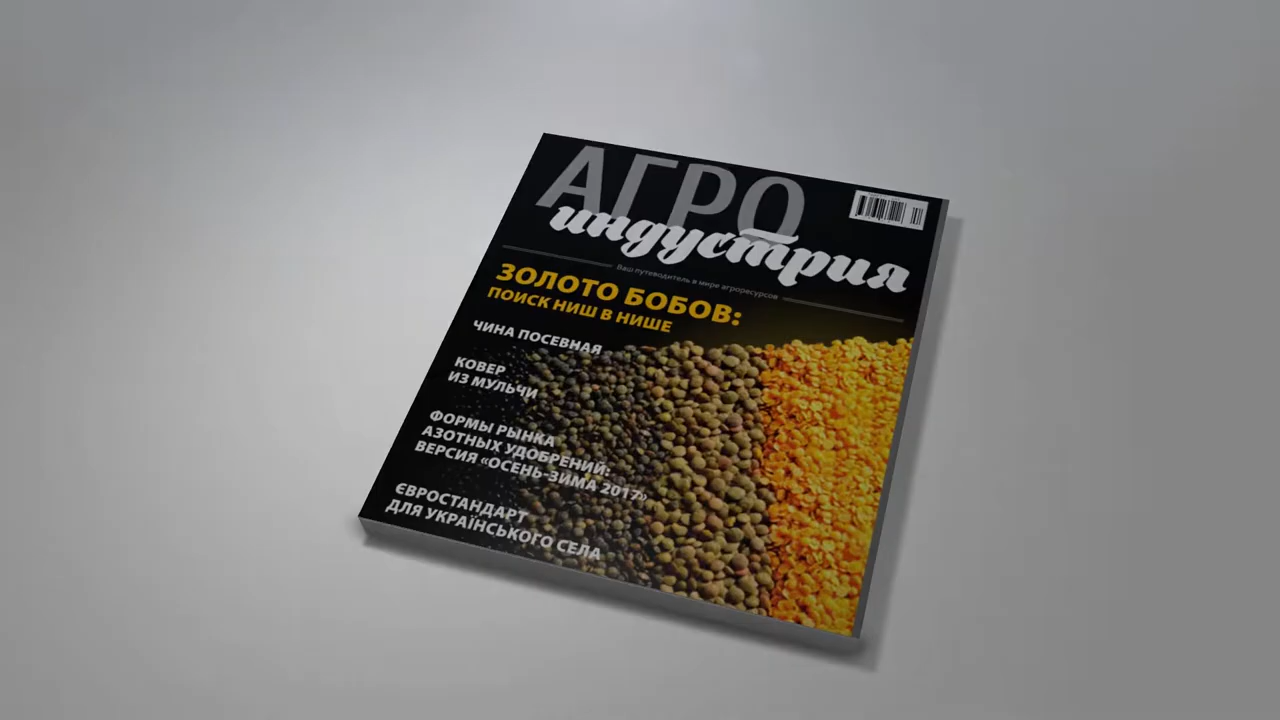 АГРО
индустрия
Ваш путеводитель в мире агроресурсов
ЗОЛОТО БОБОВ:
ПОИСК НИШ В НИШЕ
ЧИНА ПОСЕВНАЯ
КОВЕР
ИЗ МУЛЬЧИ
ФОРМЫ РЫНКА
АЗОТНЫХ УДОБРЕНИЙ:
ВЕРСИЯ «ОСЕНЬ-ЗИМА 2017»
ЄВРОСТАНДАРТ
ДЛЯ УКРАЇНСЬКОГО СЕЛА